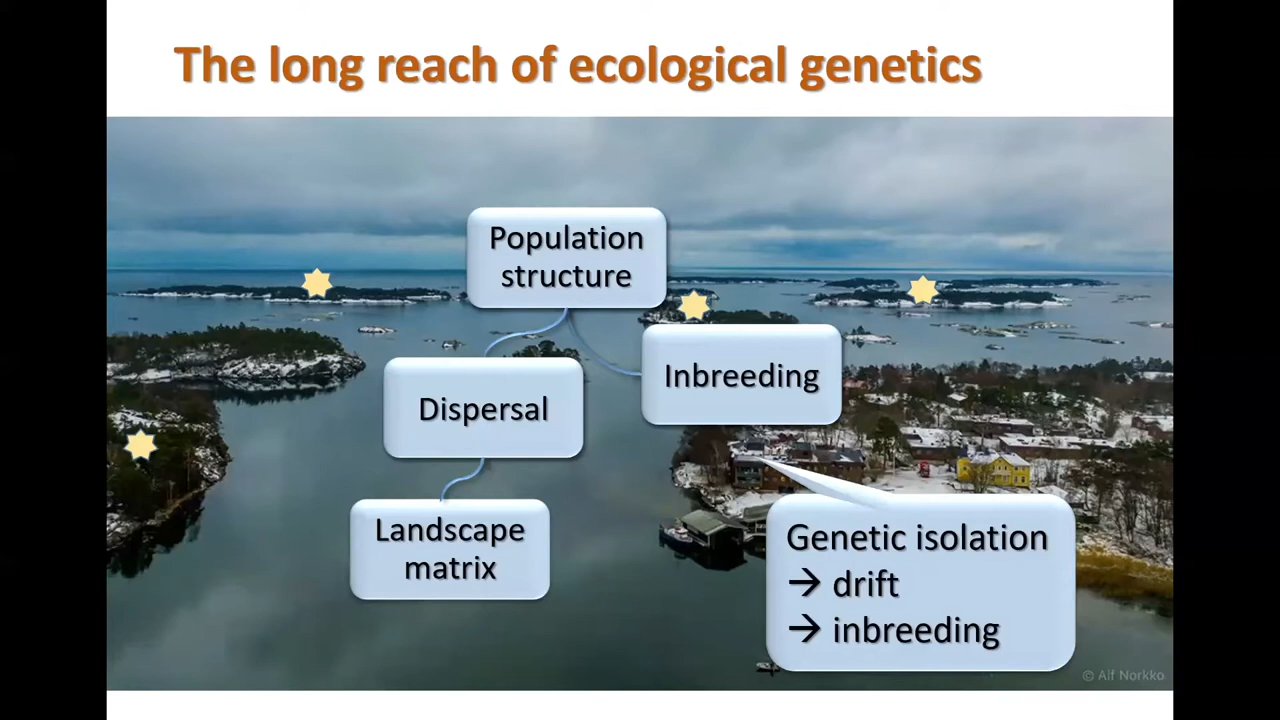 The long reach of ecological genetics
Population
structure
Inbreeding
Dispersal
Landscape
matrix
Genetic isolation
→ drift
→ inbreeding
© Alf Norkko